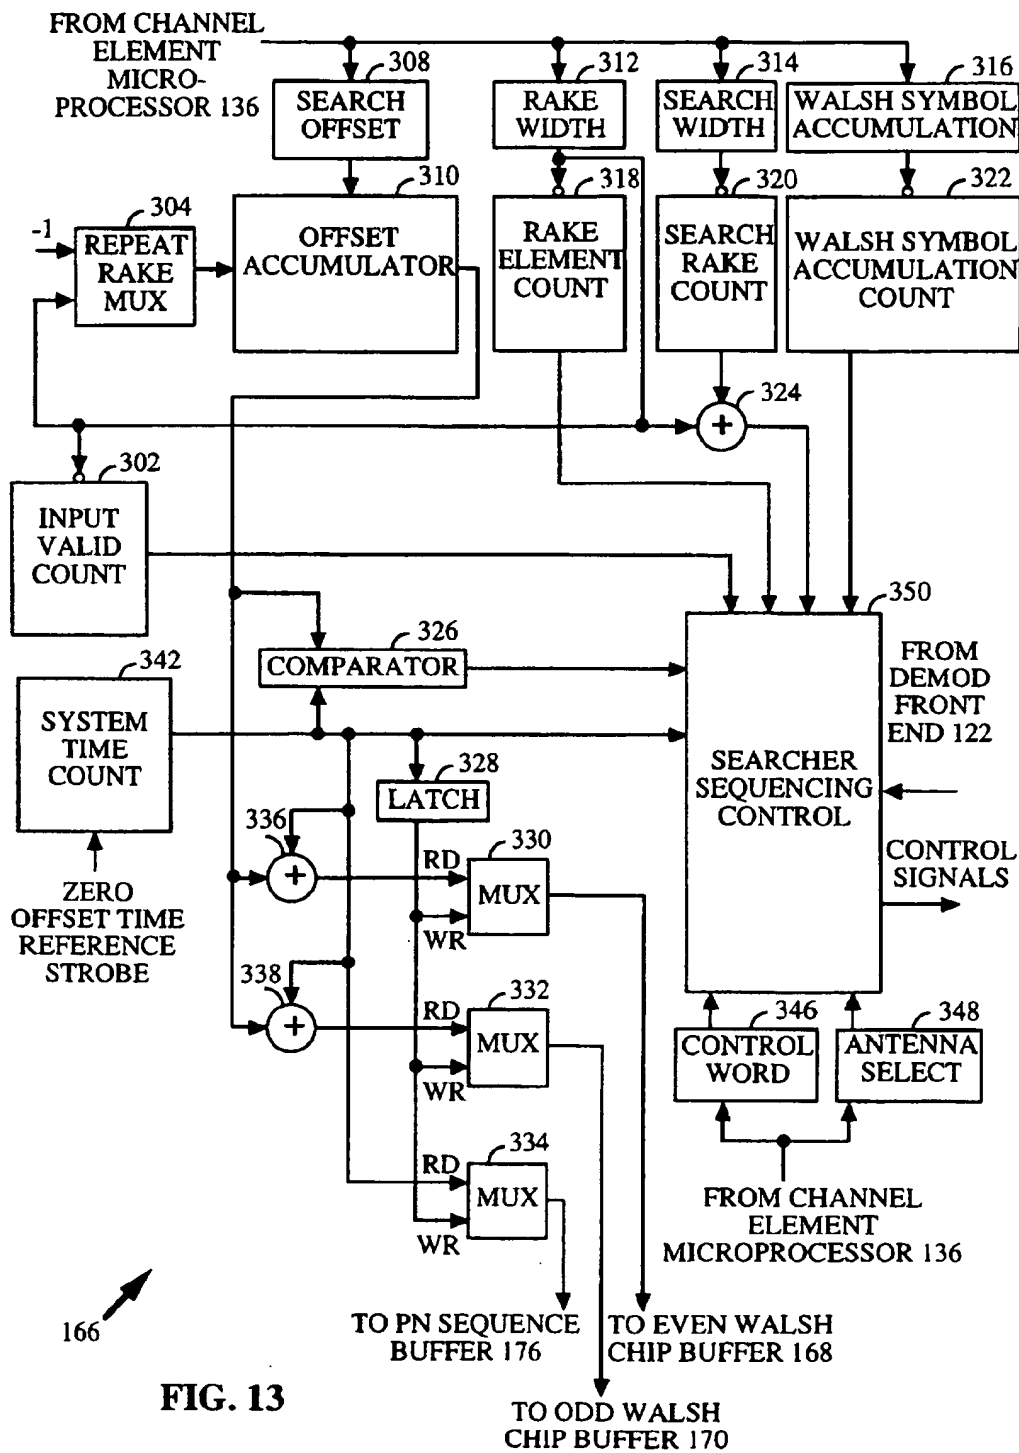 FROM CHANNEL
ELEMENT
MICRO-
PROCESSOR 136
308
SEARCH
OFFSET
312
RAKE
WIDTH
314
SEARCH
WIDTH
316
WALSH SYMBOL
ACCUMULATION
304
-1
REPEAT
RAKE
MUX
310
OFFSET
ACCUMULATOR
318
RAKE
ELEMENT
COUNT
320
SEARCH
RAKE
COUNT
322
WALSH SYMBOL
ACCUMULATION
COUNT
324
+
302
INPUT
VALID
COUNT
350
326
COMPARATOR
342
SYSTEM
TIME
COUNT
FROM
DEMOD
FRONT
END 122
SEARCHER
SEQUENCING
CONTROL
328
LATCH
336
+
RD
330
MUX
WR
CONTROL
SIGNALS
ZERO
OFFSET TIME
REFERENCE
STROBE
338
+
RD
332
MUX
WR
346
CONTROL
WORD
348
ANTENNA
SELECT
RD
334
MUX
WR
FROM CHANNEL
ELEMENT
MICROPROCESSOR 136
166
TO PN SEQUENCE
BUFFER 176
TO EVEN WALSH
CHIP BUFFER 168
FIG. 13
TO ODD WALSH
CHIP BUFFER 170